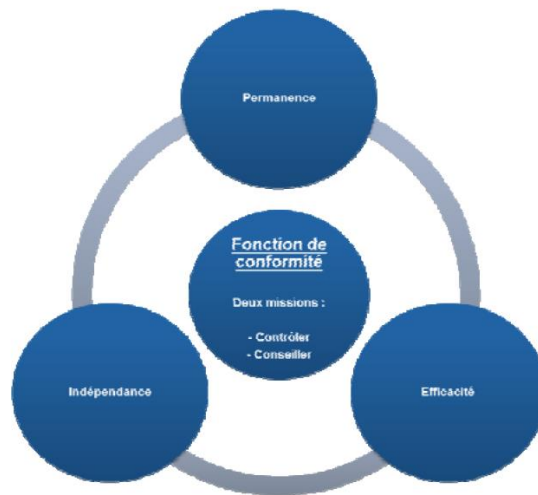 Permanence
Fonction de
conformité
Deux missions :
- Contrôler
- Conseiller
Indépendance
Efficacité